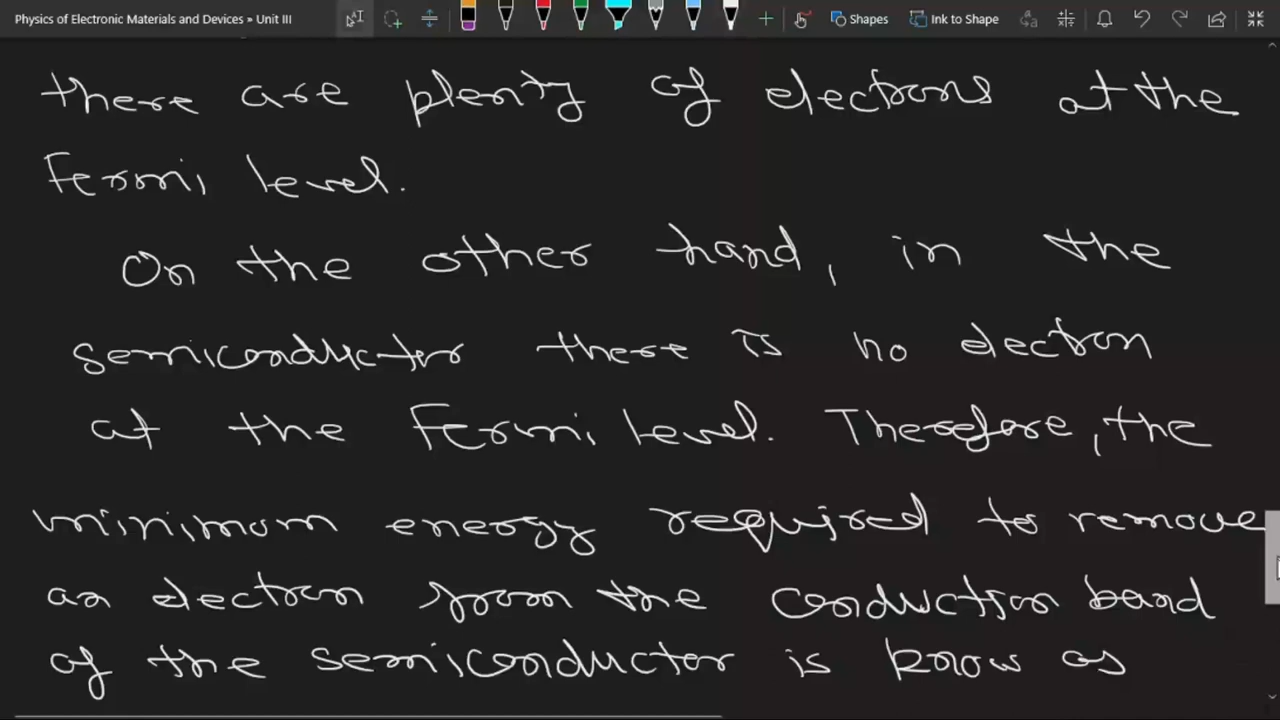 Physics of Electronic Materials and Devices » Unit III
Shapes
Ink to Shape
there are plenty of electrons at the
Fermi level.
On the other hand, in the
semiconductor there is no electron
at the Fermi level. Therefore, the
minimum energy required to remove
an electron from the conduction band
of the semiconductor is know as